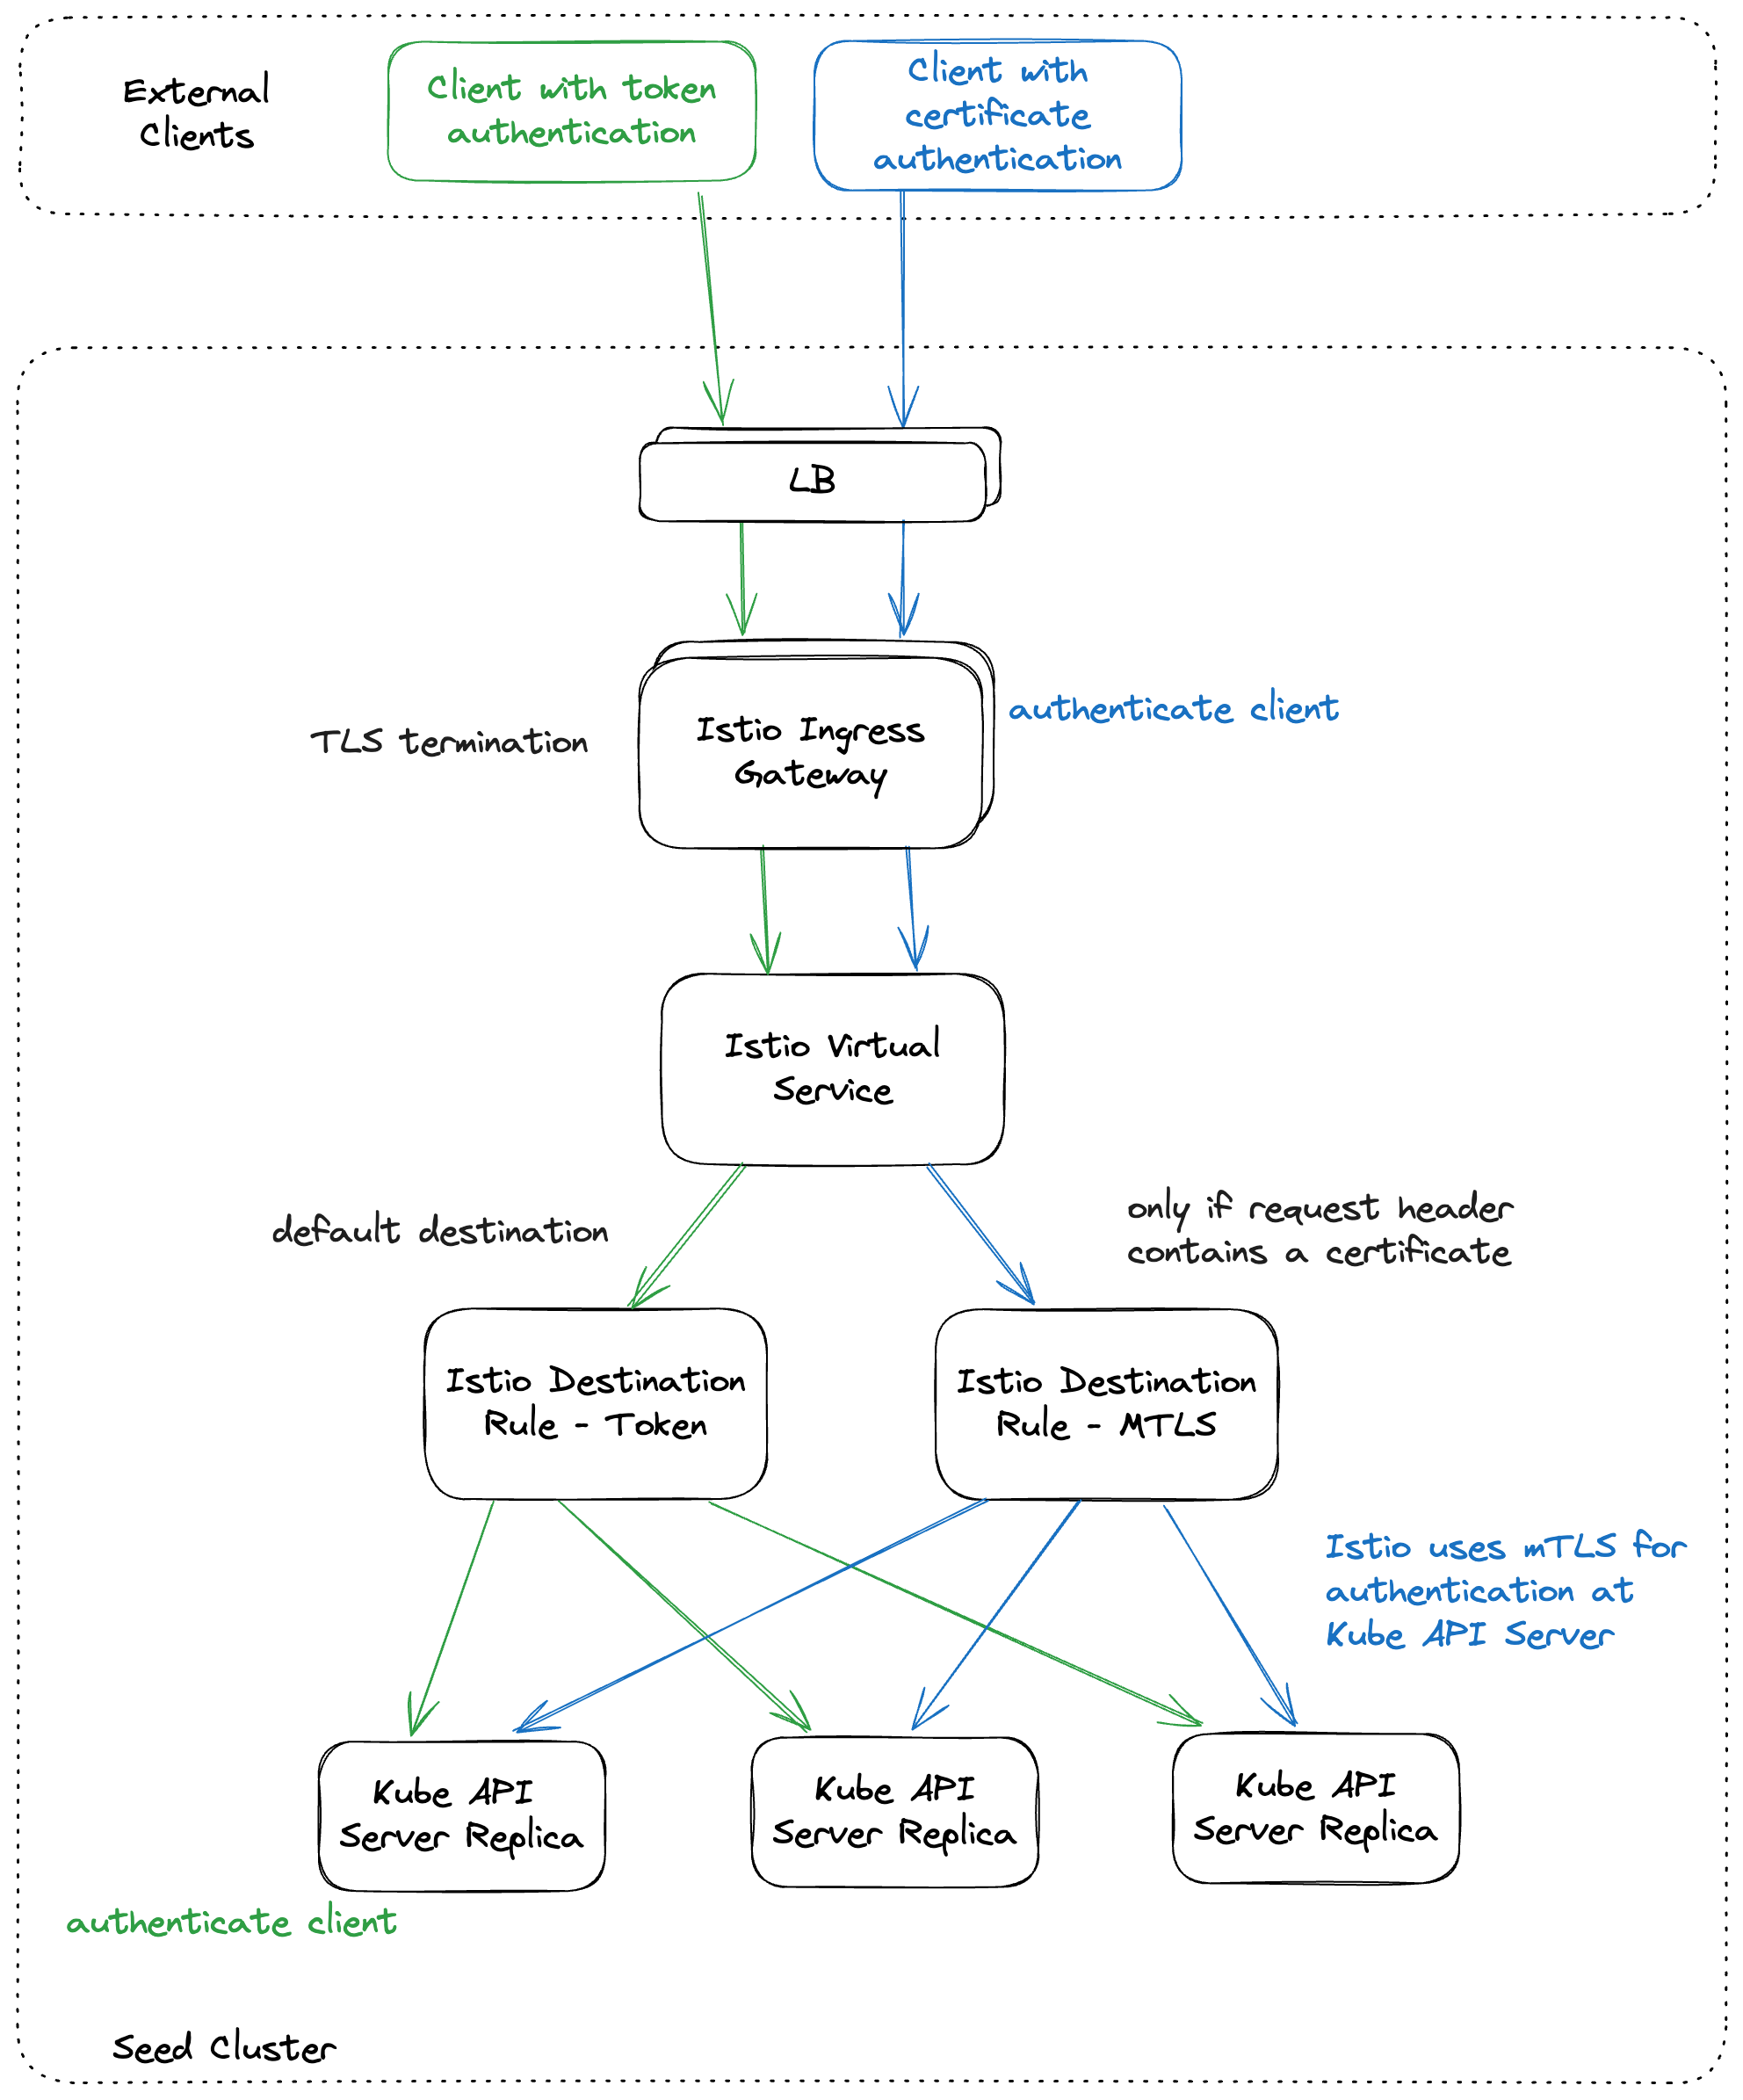 External
Clients
Client with token
authentication
Client with
certificate
authentication
LB
TLS termination
Istio Ingress
Gateway
authenticate client
Istio Virtual
Service
default destination
only if request header
contains a certificate
Istio Destination
Rule - Token
Istio Destination
Rule - MTLS
Istio uses mTLS for
authentication at
Kube API Server
Kube API
Server Replica
Kube API
Server Replica
Kube API
Server Replica
authenticate client
Seed Cluster